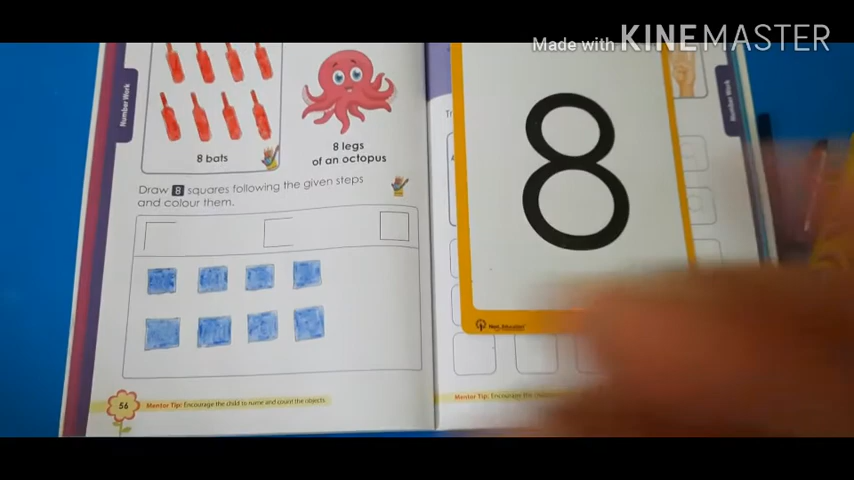 Made with KINEMASTER
Number Work
8 bats
8 legs
of an octopus
Draw 8 squares following the given steps
and colour them.
56
Mentor Tip: Encourage the child to name and count the objects.
8
Number Work
Mentor Tip: Encourage the